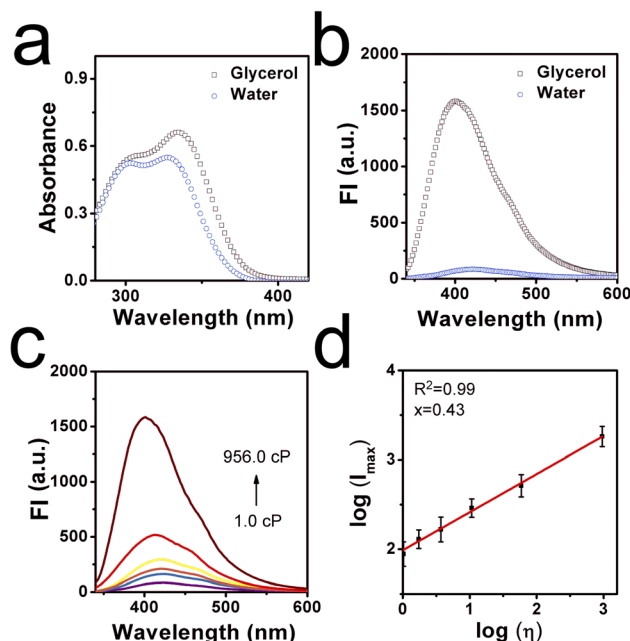 a
Absorbance
0.9
0.6
0.3
0.0
Glycerol
Water
300
400
Wavelength (nm)
b
FI (a.u.)
2000
1500
1000
500
0
Glycerol
Water
400
500
600
Wavelength (nm)
c
FI (a.u.)
2000
1500
1000
500
0
956.0 cP
1.0 cP
400
500
600
Wavelength (nm)
d
log (Imax)
4
3
2
R2=0.99
x=0.43
0
1
2
3
log (η)